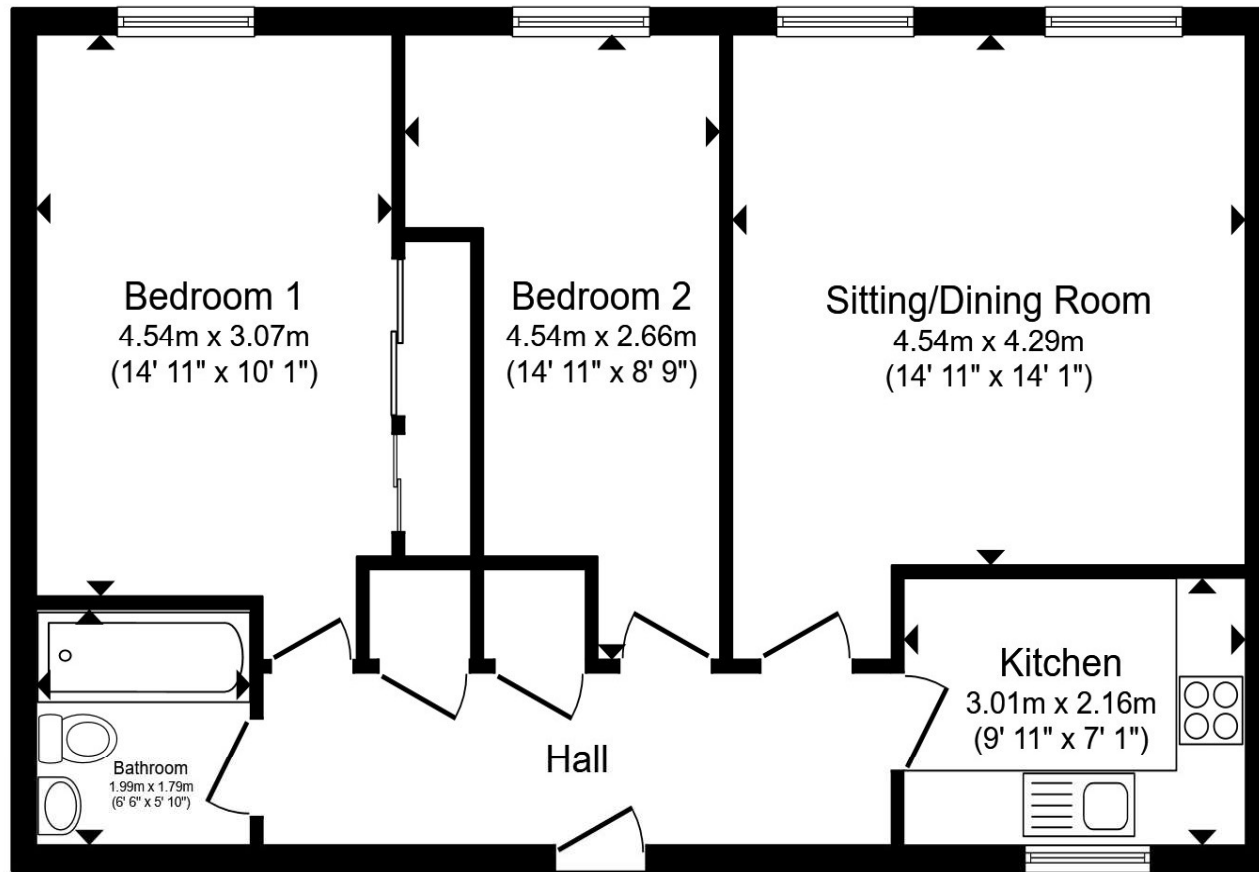 Bedroom 1
4.54m x 3.07m
(14' 11" x 10' 1")
Bedroom 2
4.54m x 2.66m
(14' 11" x 8' 9")
Sitting/Dining Room
4.54m x 4.29m
(14' 11" x 14' 1")
Kitchen
3.01m x 2.16m
(9' 11" x 7' 1")
Hall
Bathroom
1.99m x 1.79m
(6' 6" x 5' 10")